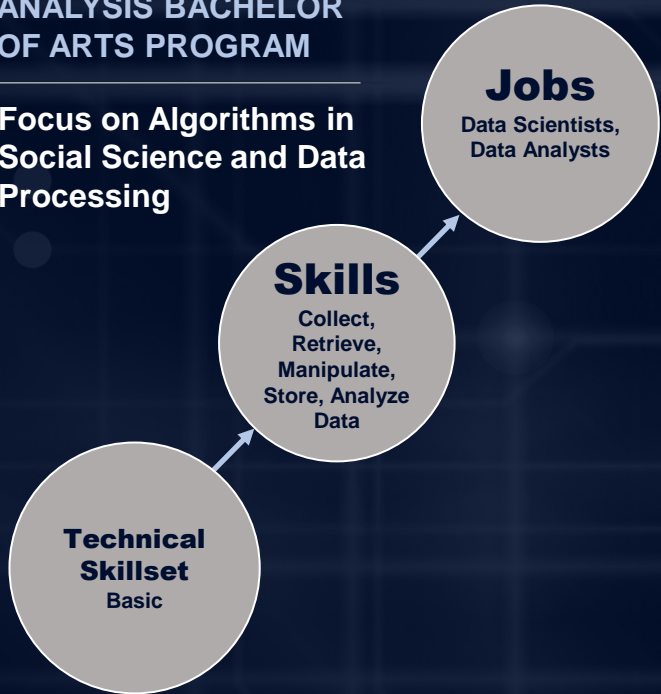 ANALYSIS BACHELOR
OF ARTS PROGRAM
Focus on Algorithms in
Social Science and Data
Processing
Jobs
Data Scientists,
Data Analysts
Skills
Collect,
Retrieve,
Manipulate,
Store, Analyze
Data
Technical
Skillset
Basic